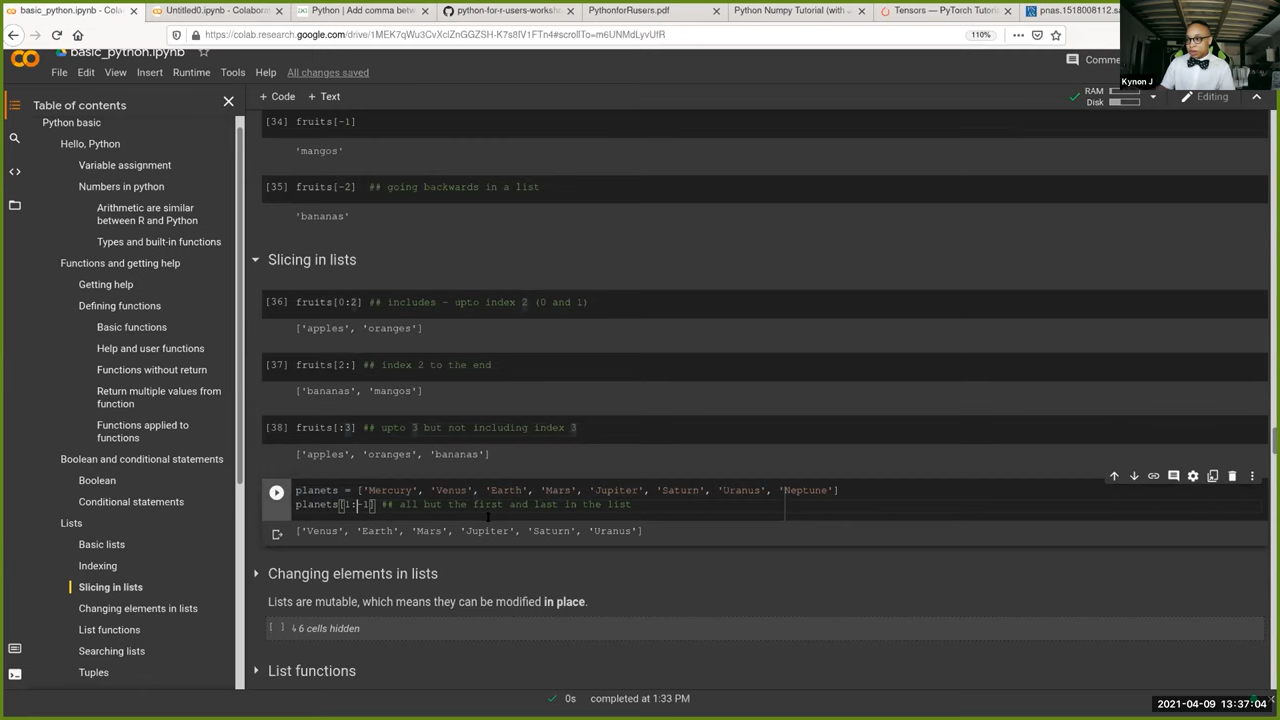 basic_python.ipynb - Cola
Untitled0.ipynb - Colaborat
Python | Add comma betw
python-for-r-users-worksho
PythonforRusers.pdf
Python Numpy Tutorial (with J
Tensors — PyTorch Tutoria
pnas.1518008112.sa
https://colab.research.google.com/drive/1MEK7qWu3CvXclZnGGZSH-K7s8IV1FTn4#scrollTo=m6UNMdLyvUfR
110%
Kynon J
basic_python.ipynb
File Edit View Insert Runtime Tools Help All changes saved
Comme
+ Code + Text
RAM
Disk
Editing
Table of contents
Python basic
Hello, Python
Variable assignment
Numbers in python
Arithmetic are similar
between R and Python
Types and built-in functions
Functions and getting help
Getting help
Defining functions
Basic functions
Help and user functions
Functions without return
Return multiple values from
function
Functions applied to
functions
Boolean and conditional statements
Boolean
Conditional statements
Lists
Basic lists
Indexing
Slicing in lists
Changing elements in lists
List functions
Searching lists
Tuples
[34] fruits[-1]
'mangos'
[35] fruits[-2] ## going backwards in a list
'bananas'
Slicing in lists
[36] fruits[0:2] ## includes - upto index 2 (0 and 1)
['apples', 'oranges']
[37] fruits[2:] ## index 2 to the end
['bananas', 'mangos']
[38] fruits[:3] ## upto 3 but not including index 3
['apples', 'oranges', 'bananas']
planets = ['Mercury', 'Venus', 'Earth', 'Mars', 'Jupiter', 'Saturn', 'Uranus', 'Neptune']
planets[1:-1] ## all but the first and last in the list
['Venus', 'Earth', 'Mars', 'Jupiter', 'Saturn', 'Uranus']
Changing elements in lists
Lists are mutable, which means they can be modified in place.
[ ] ↳ 6 cells hidden
List functions
0s completed at 1:33 PM
2021-04-09 13:37:04